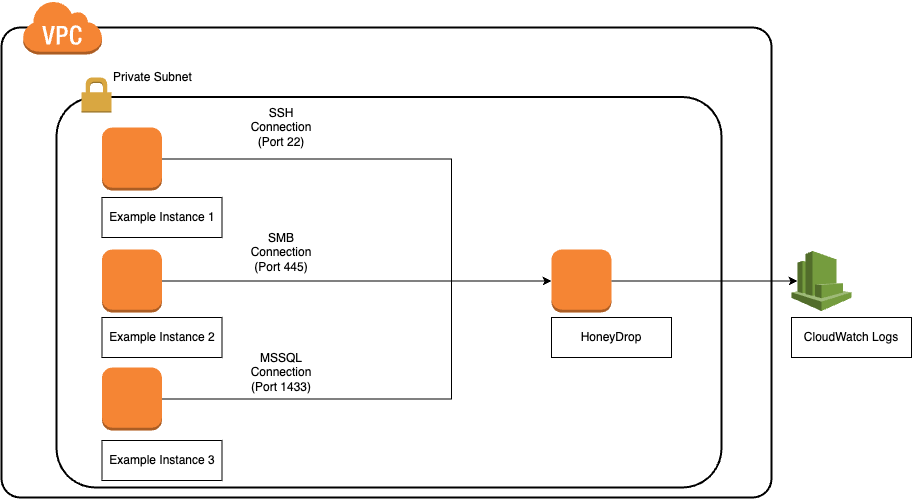 VPC
Private Subnet
SSH
Connection
(Port 22)
Example Instance 1
SMB
Connection
(Port 445)
Example Instance 2
HoneyDrop
CloudWatch Logs
MSSQL
Connection
(Port 1433)
Example Instance 3